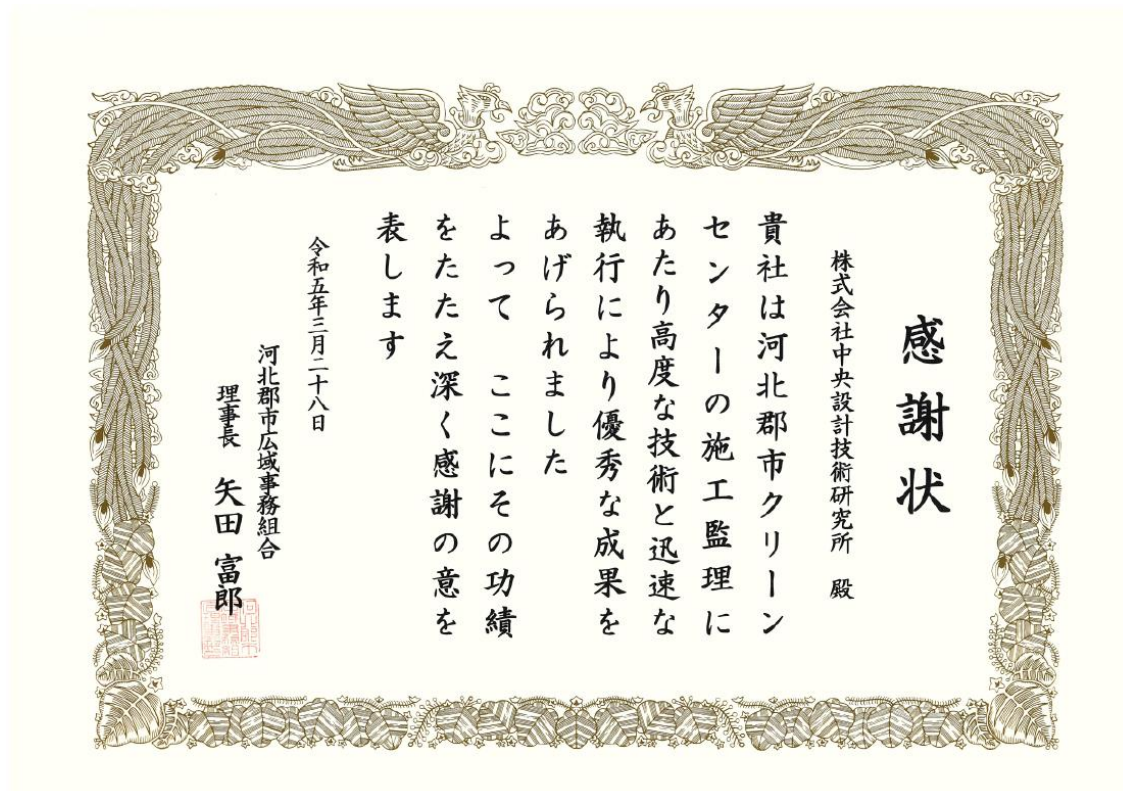 感謝状
株式会社中央設計技術研究所　殿
貴社は河北郡市クリーン
センターの施工監理に
あたり高度な技術と迅速な
執行により優秀な成果を
あげられました
よって　ここにその功績
をたたえ深く感謝の意を
表します
令和五年三月二十八日
河北郡市広域事務組合
理事長　矢田　富郎